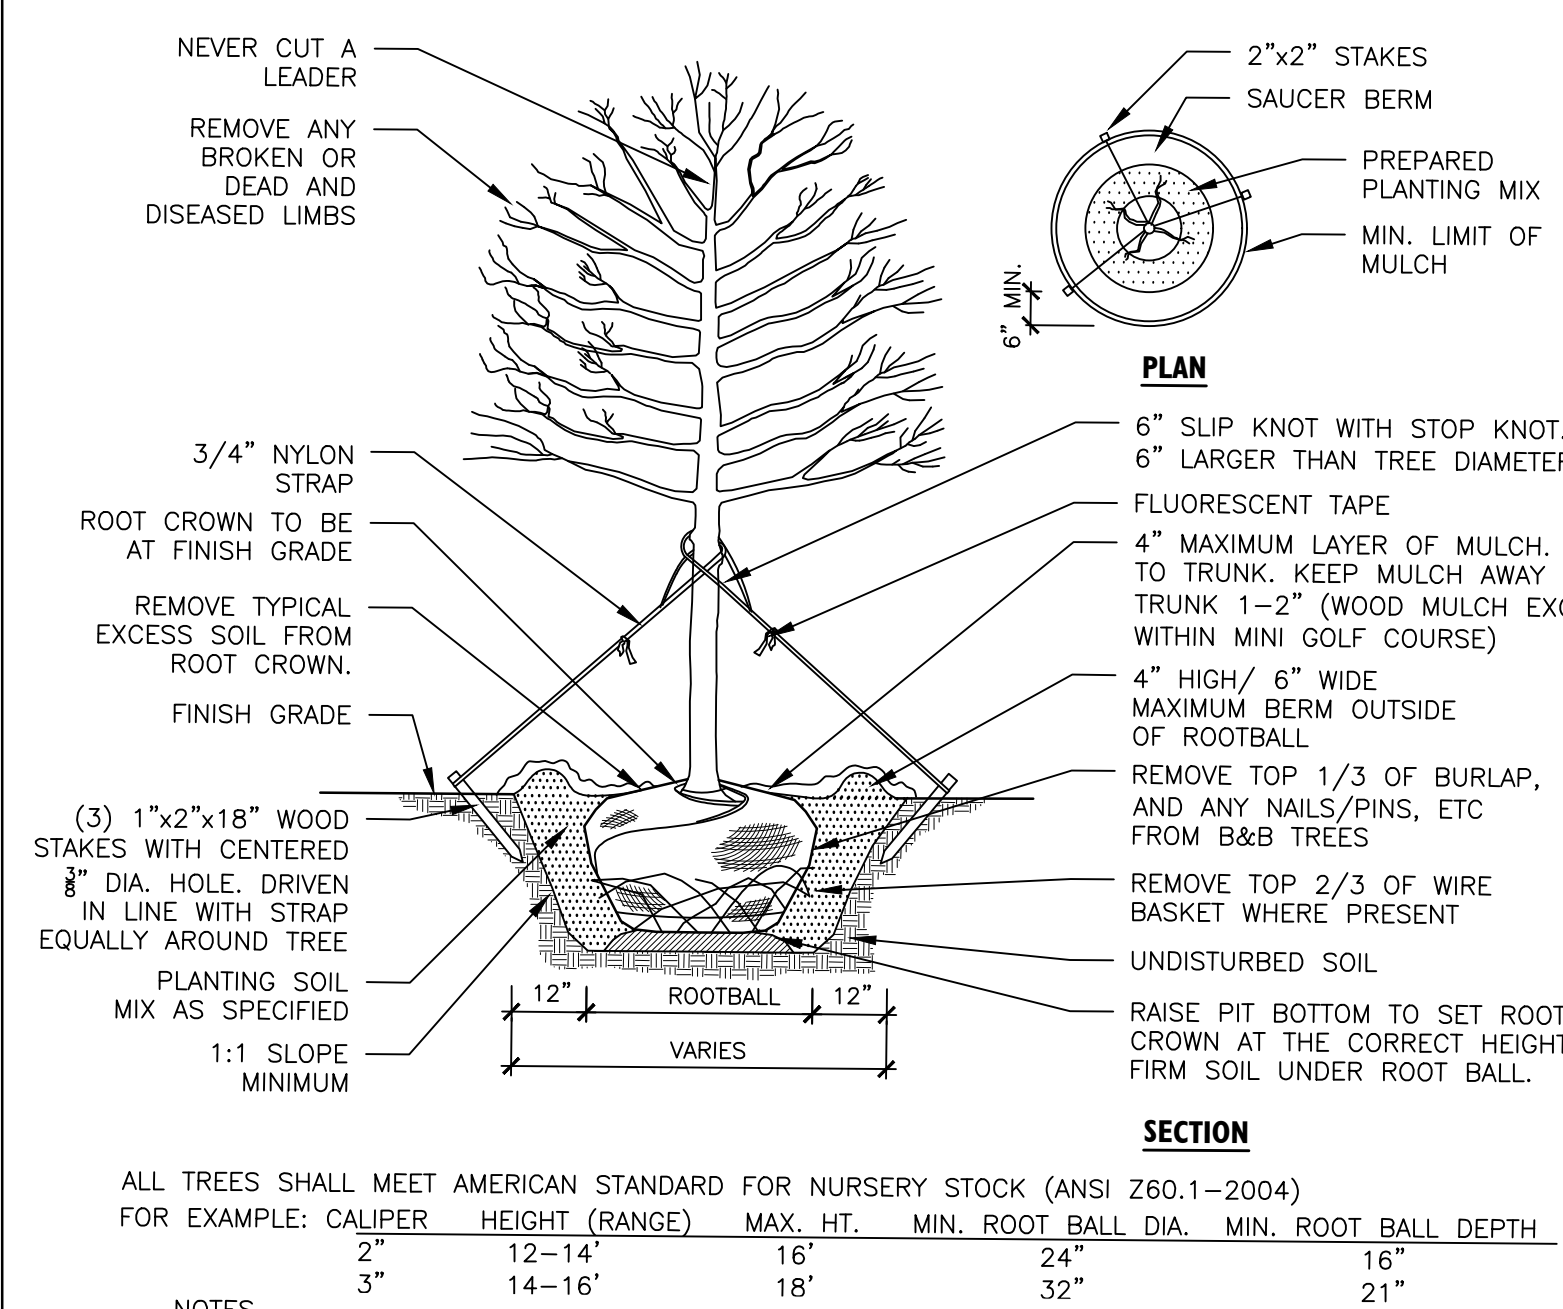 NEVER CUT A
LEADER
REMOVE ANY
BROKEN OR
DEAD AND
DISEASED LIMBS
3/4" NYLON
STRAP
ROOT CROWN TO BE
AT FINISH GRADE
REMOVE TYPICAL
EXCESS SOIL FROM
ROOT CROWN.
FINISH GRADE
(3) 1"x2"x18" WOOD
STAKES WITH CENTERED
3/8" DIA. HOLE. DRIVEN
IN LINE WITH STRAP
EQUALLY AROUND TREE
PLANTING SOIL
MIX AS SPECIFIED
1:1 SLOPE
MINIMUM
2"x2" STAKES
SAUCER BERM
PREPARED
PLANTING MIX
MIN. LIMIT OF
MULCH
6" MIN.
PLAN
6" SLIP KNOT WITH STOP KNOT.
6" LARGER THAN TREE DIAMETER
FLUORESCENT TAPE
4" MAXIMUM LAYER OF MULCH.
TO TRUNK. KEEP MULCH AWAY
TRUNK 1-2" (WOOD MULCH
WITHIN MINI GOLF COURSE)
4" HIGH/ 6" WIDE
MAXIMUM BERM OUTSIDE
OF ROOTBALL
REMOVE TOP 1/3 OF BURLAP,
AND ANY NAILS/PINS, ETC
FROM B&B TREES
REMOVE TOP 2/3 OF WIRE
BASKET WHERE PRESENT
UNDISTURBED SOIL
RAISE PIT BOTTOM TO SET ROOT
CROWN AT THE CORRECT HEIGHT
FIRM SOIL UNDER ROOT BALL.
12" ROOTBALL 12"
VARIES
SECTION
ALL TREES SHALL MEET AMERICAN STANDARD FOR NURSERY STOCK (ANSI Z60.1-2004)
FOR EXAMPLE: CALIPER HEIGHT (RANGE) MAX. HT. MIN. ROOT BALL DIA. MIN. ROOT BALL DEPTH
2" 12-14' 16' 24" 16"
3" 14-16' 18' 32" 21"
NOTES